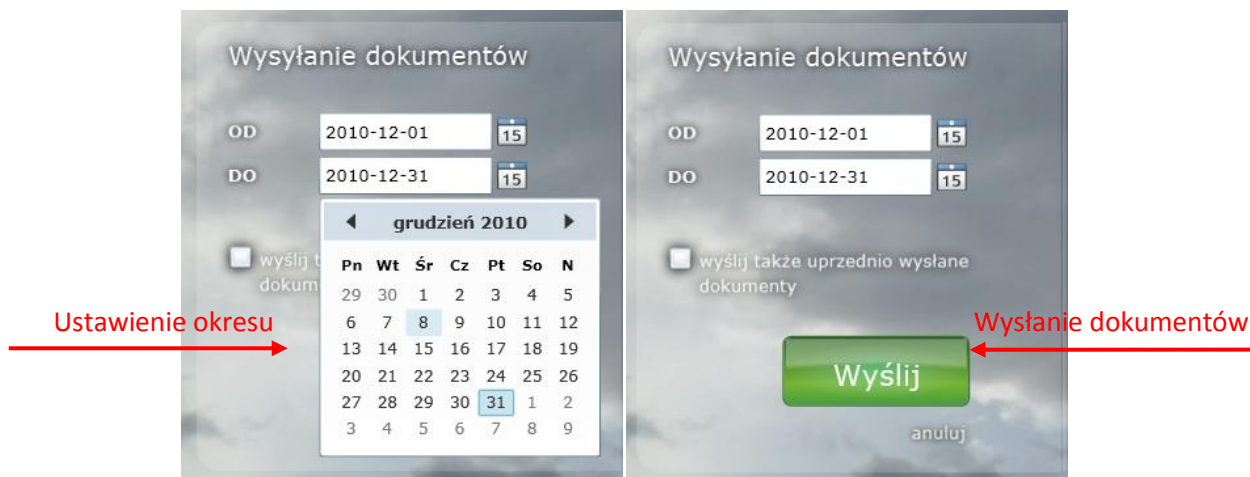 Wysyłanie dokumentów
OD 2010-12-01 15
DO 2010-12-31 15
grudzień 2010
wyślij t
dokum
Pn Wt Śr Cz Pt So N
29 30 1 2 3 4 5
6 7 8 9 10 11 12
13 14 15 16 17 18 19
20 21 22 23 24 25 26
27 28 29 30 31 1 2
3 4 5 6 7 8 9
Ustawienie okresu
Wysyłanie dokumentów
OD 2010-12-01 15
DO 2010-12-31 15
wyślij także uprzednio wysłane
dokumenty
Wyślij
anuluj
Wysłanie dokumentów